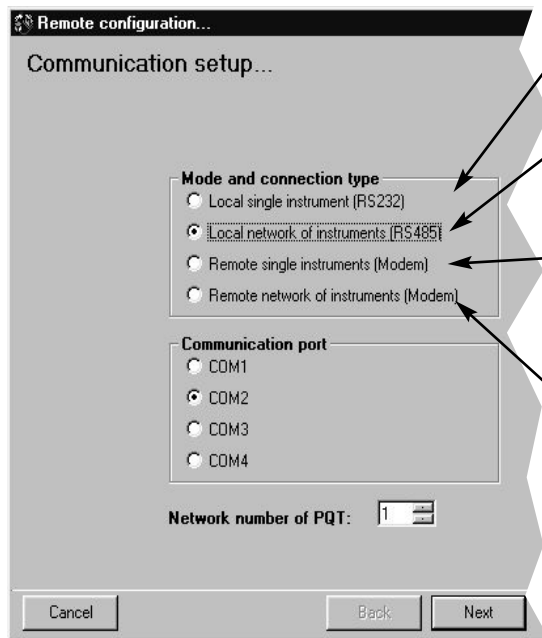 Remote configuration...
Communication setup...
Mode and connection type
Local single instrument (RS232)
Local network of instruments (RS485)
Remote single instruments (Modem)
Remote network of instruments (Modem)
Communication port
COM1
COM2
COM3
COM4
Network number of PQT: 1
Cancel Back Next